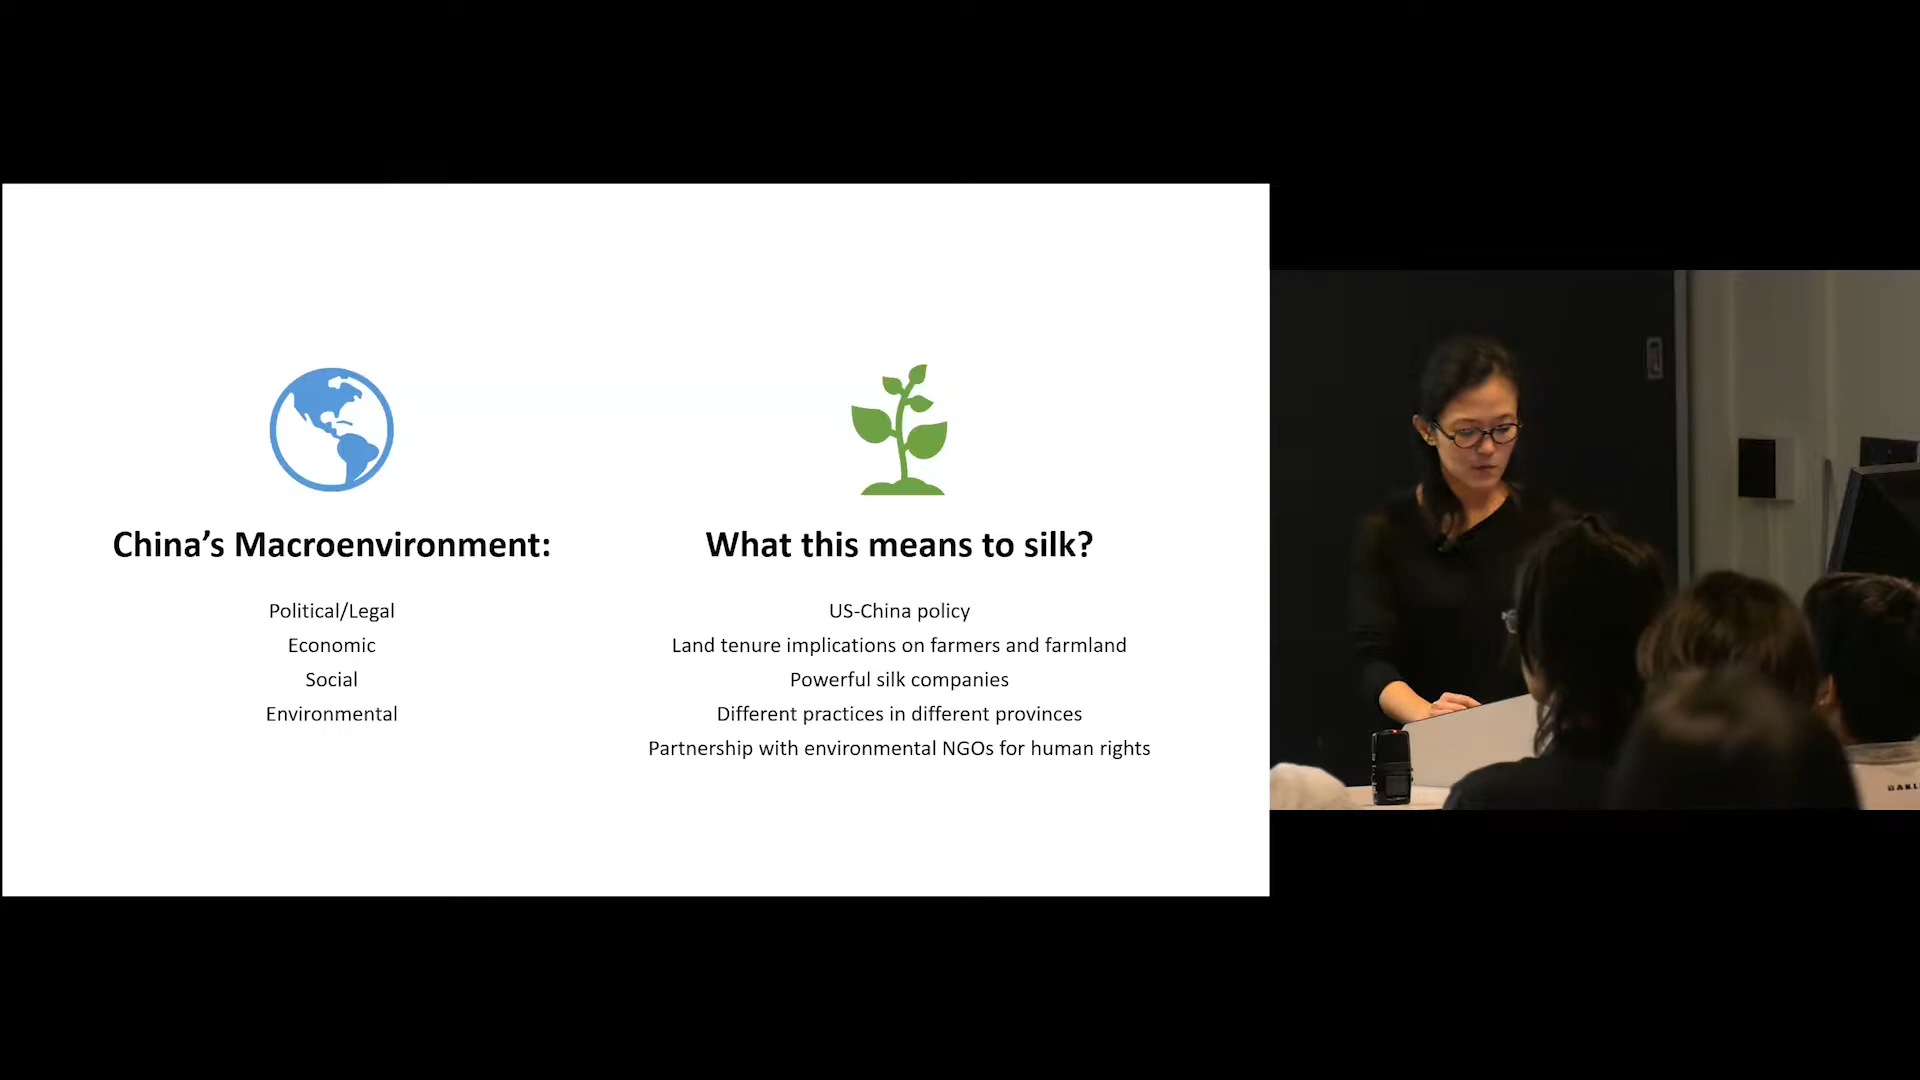 China’s Macroenvironment:
Political/Legal
Economic
Social
Environmental
What this means to silk?
US-China policy
Land tenure implications on farmers and farmland
Powerful silk companies
Different practices in different provinces
Partnership with environmental NGOs for human rights